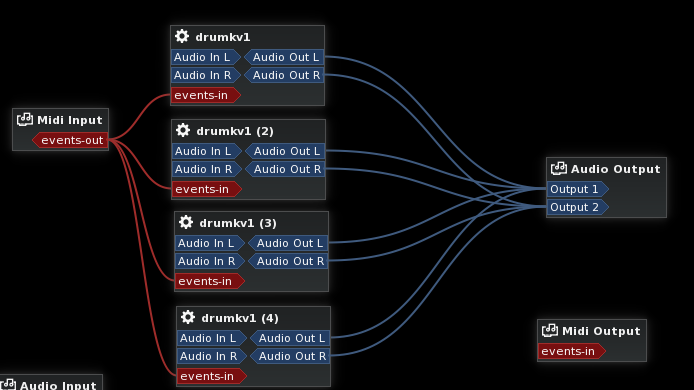 drumkv1
Audio In L Audio Out L
Audio In R Audio Out R
events-in
Midi Input
events-out
drumkv1 (2)
Audio In L Audio Out L
Audio In R Audio Out R
events-in
drumkv1 (3)
Audio In L Audio Out L
Audio In R Audio Out R
events-in
drumkv1 (4)
Audio In L Audio Out L
Audio In R Audio Out R
events-in
Audio Output
Output 1
Output 2
Midi Output
events-in
Audio Input